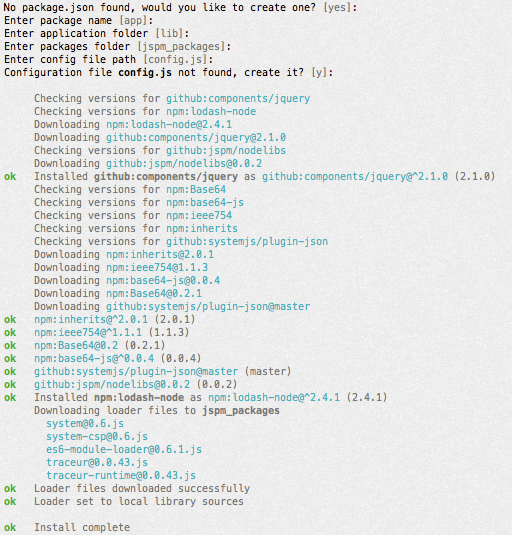 No package.json found, would you like to create one? [yes]:
Enter package name [app]:
Enter application folder [lib]:
Enter packages folder [jspm_packages]:
Enter config file path [config.js]:
Configuration file config.js not found, create it? [y]:
Checking versions for github:components/jquery
Checking versions for npm:lodash-node
Downloading npm:lodash-node@2.4.1
Downloading github:components/jquery@2.1.0
Checking versions for github:jspm/nodelibs
Downloading github:jspm/nodelibs@0.0.2
ok Installed github:components/jquery as github:components/jquery@^2.1.0 (2.1.0)
Checking versions for npm:Base64
Checking versions for npm:base64-js
Checking versions for npm:ieee754
Checking versions for npm:inherits
Checking versions for github:systemjs/plugin-json
Downloading npm:inherits@2.0.1
Downloading npm:ieee754@1.1.3
Downloading npm:base64-js@0.0.4
Downloading npm:Base64@0.2.1
Downloading github:systemjs/plugin-json@master
ok npm:inherits@^2.0.1 (2.0.1)
ok npm:ieee754@^1.1.1 (1.1.3)
ok npm:Base64@0.2 (0.2.1)
ok npm:base64-js@^0.0.4 (0.0.4)
ok github:systemjs/plugin-json@master (master)
ok github:jspm/nodelibs@0.0.2 (0.0.2)
ok Installed npm:lodash-node as npm:lodash-node@^2.4.1 (2.4.1)
Downloading loader files to jspm_packages
system@0.6.js
system-csp@0.6.js
es6-module-loader@0.6.1.js
traceur@0.0.43.js
traceur-runtime@0.0.43.js
ok Loader files downloaded successfully
ok Loader set to local library sources
ok Install complete